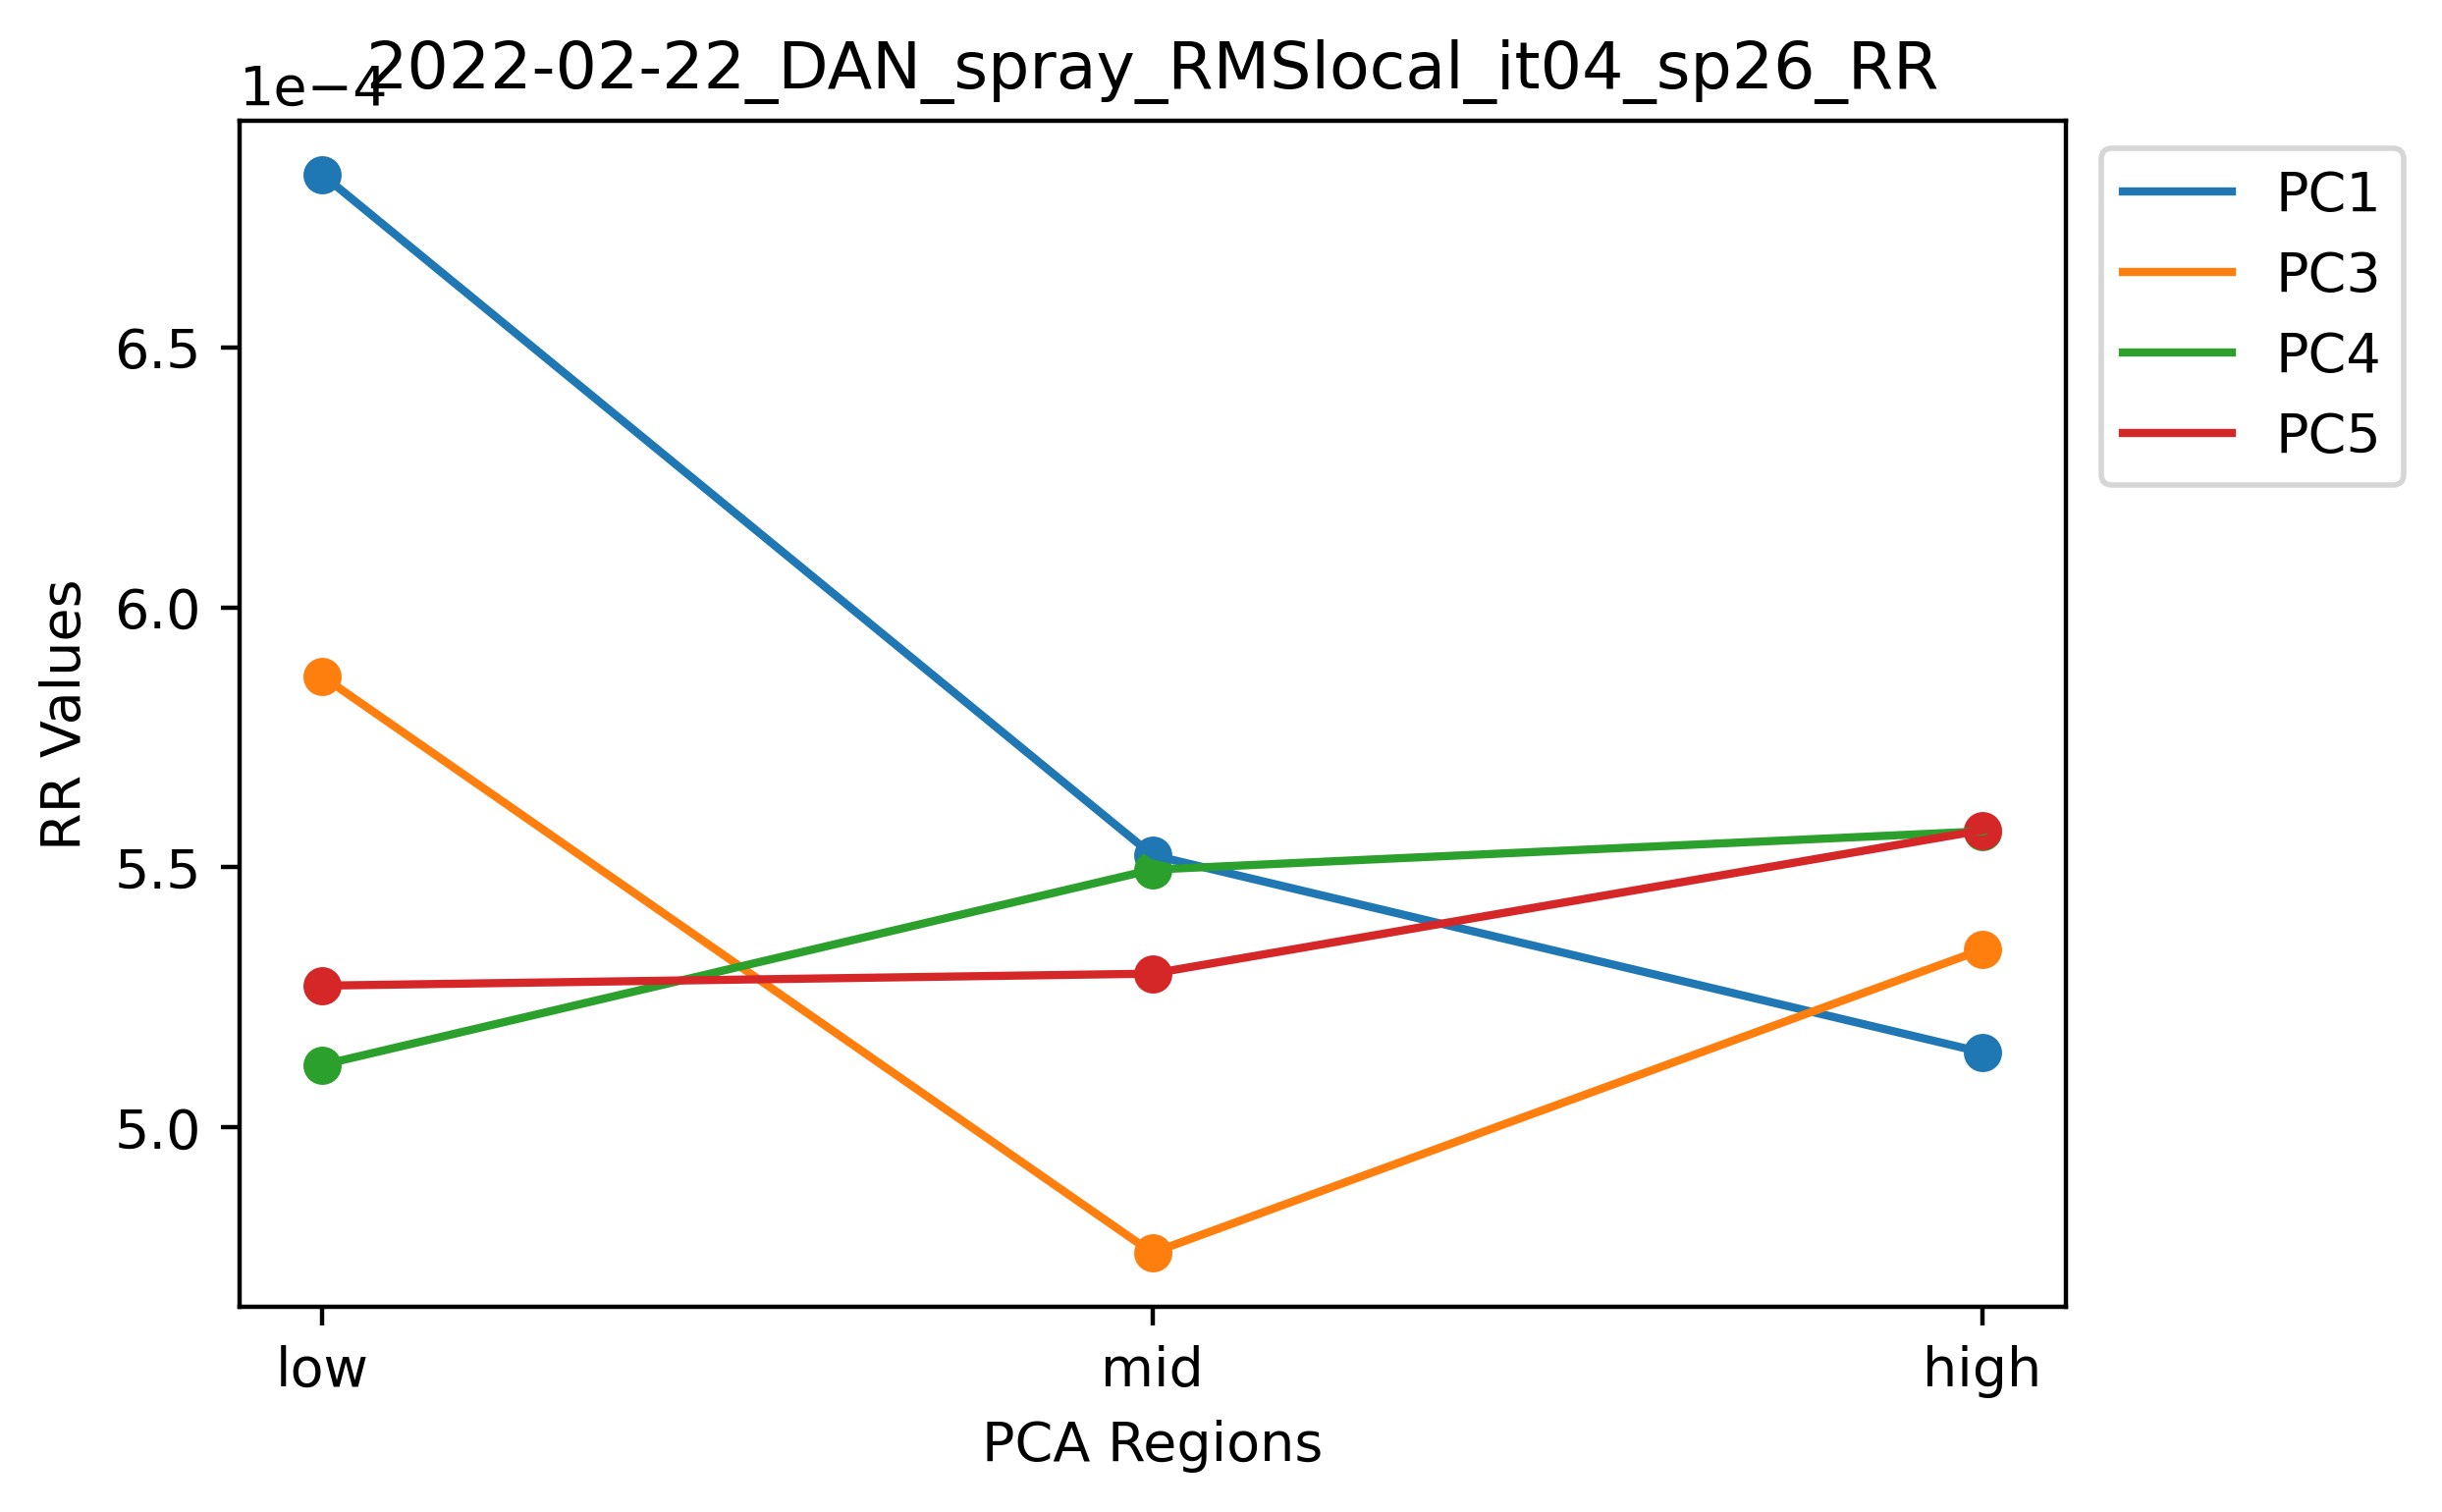 1e−4
2022-02-22_DAN_spray_RMSlocal_it04_sp26_RR
PC1
PC3
PC4
PC5
6.5
6.0
5.5
5.0
RR Values
low mid high
PCA Regions